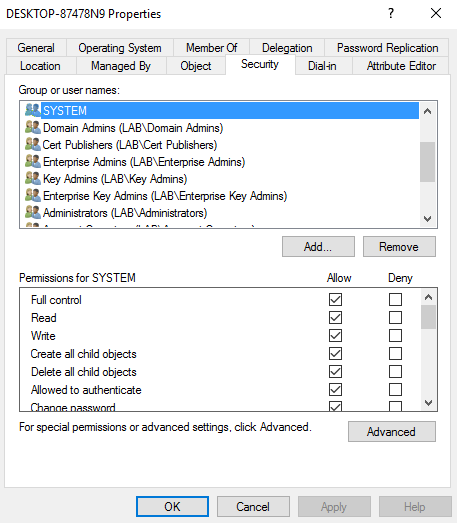 DESKTOP-87478N9 Properties
General Operating System Member Of Delegation Password Replication
Location Managed By Object Security Dial-in Attribute Editor
Group or user names:
SYSTEM
Domain Admins (LAB\Domain Admins)
Cert Publishers (LAB\Cert Publishers)
Enterprise Admins (LAB\Enterprise Admins)
Key Admins (LAB\Key Admins)
Enterprise Key Admins (LAB\Enterprise Key Admins)
Administrators (LAB\Administrators)
Add... Remove
Permissions for SYSTEM Allow Deny
Full control
Read
Write
Create all child objects
Delete all child objects
Allowed to authenticate
Change password
For special permissions or advanced settings, click Advanced.
Advanced
OK Cancel Apply Help